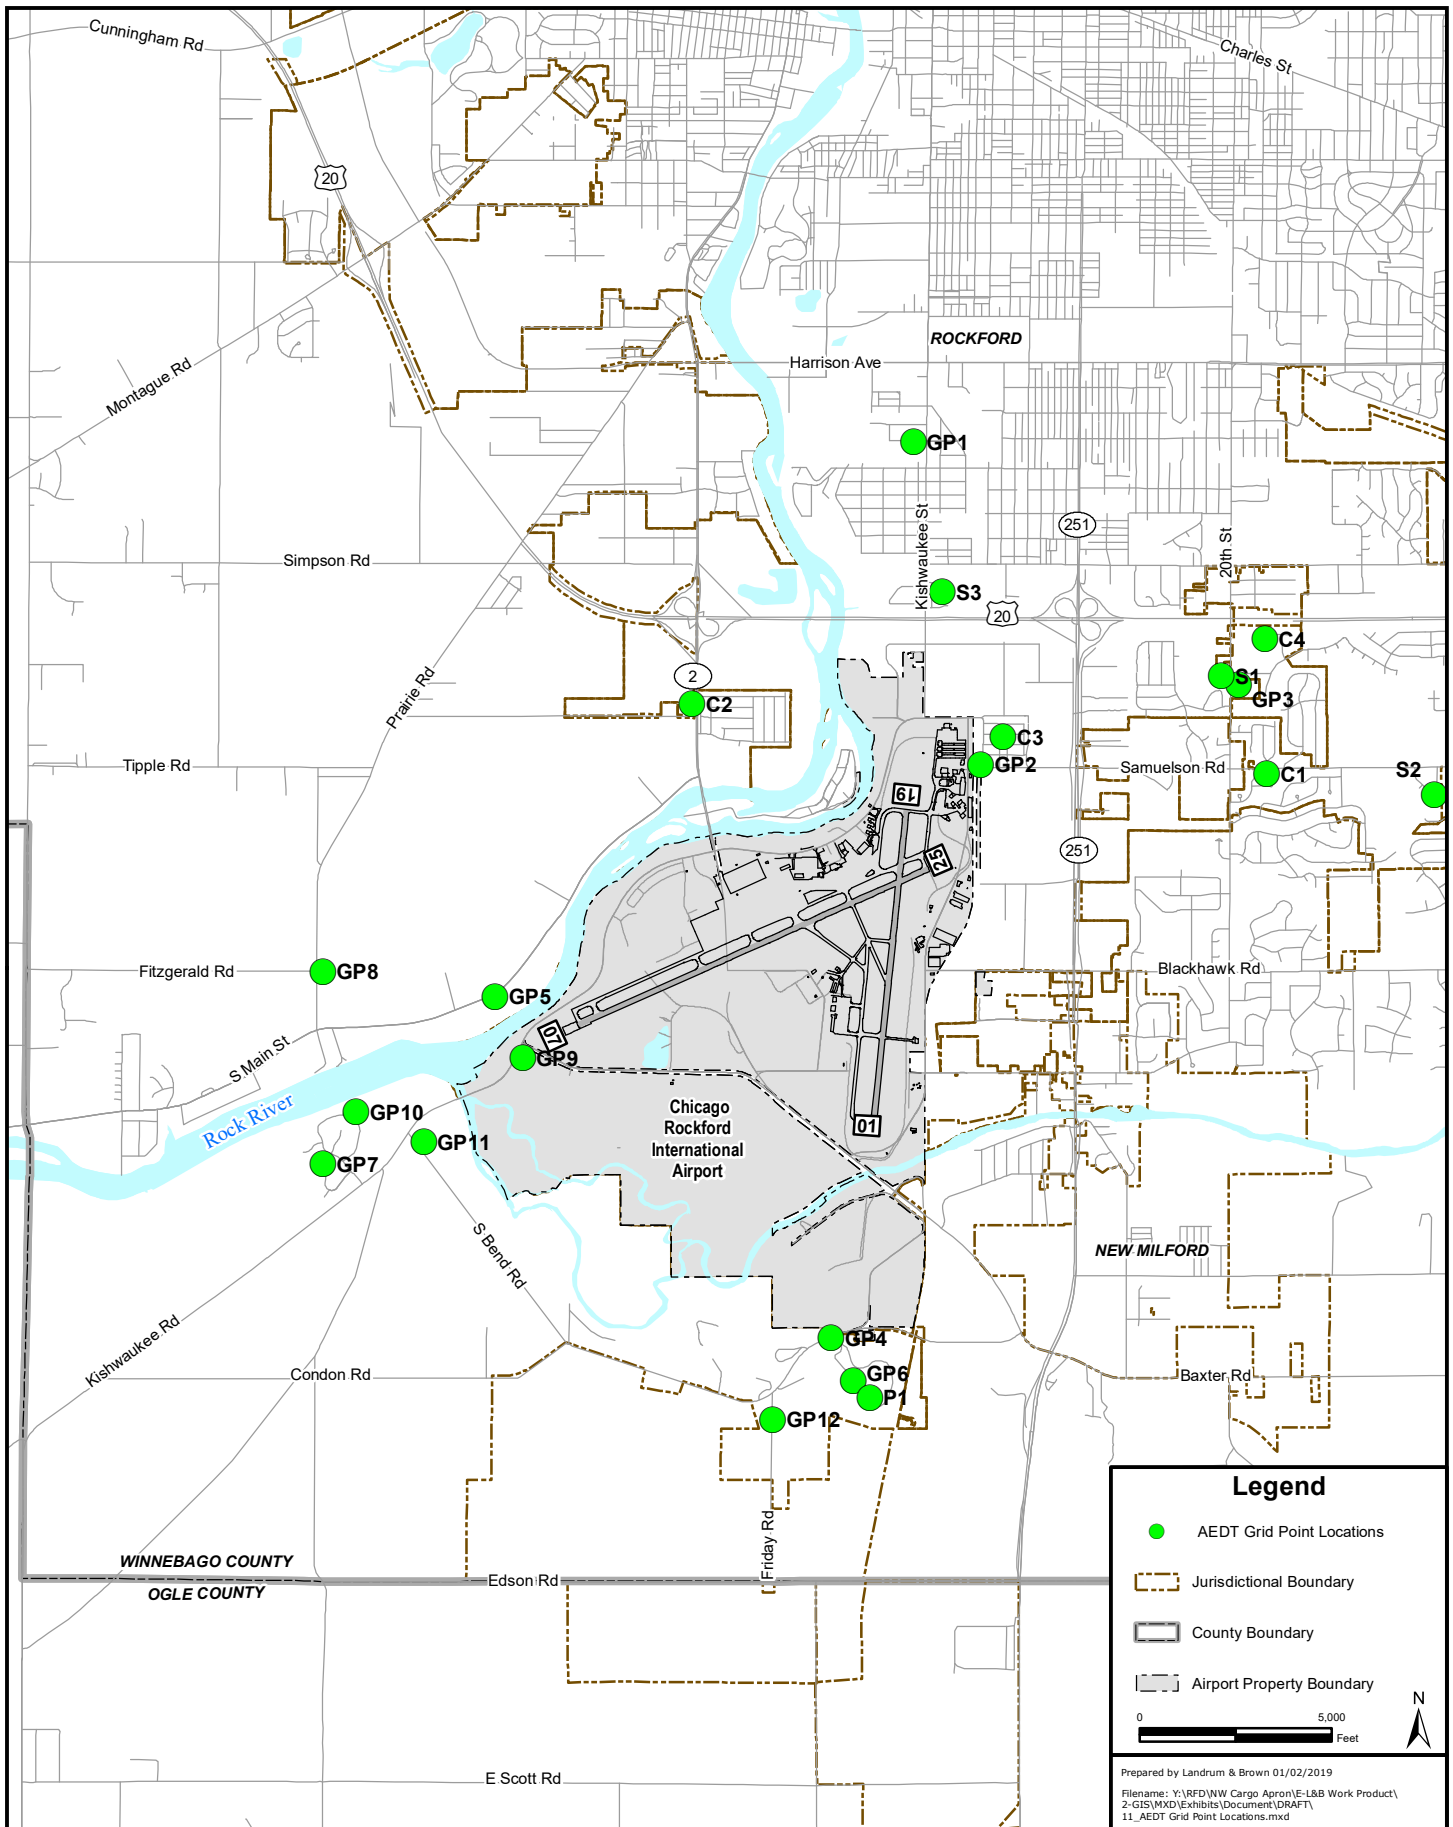 Cunningham Rd
Charles St
20
ROCKFORD
Harrison Ave
Montague Rd
GP1
Kishwaukee St
251
20th St
Simpson Rd
S3
20
C4
S1
GP3
2
C2
Prairie Rd
C3
GP2
Tipple Rd
Samuelson Rd
C1
S2
19
25
251
Fitzgerald Rd
GP8
GP5
Blackhawk Rd
07
GP9
S Main St
Rock River
GP10
GP11
GP7
Chicago
Rockford
International
Airport
01
S Bend Rd
NEW MILFORD
Kishwaukee Rd
GP4
Condon Rd
GP6
P1
Baxter Rd
GP12
Friday Rd
WINNEBAGO COUNTY
OGLE COUNTY
Edson Rd
E Scott Rd
Legend
AEDT Grid Point Locations
Jurisdictional Boundary
County Boundary
Airport Property Boundary
0 5,000
Feet
N
Prepared by Landrum & Brown 01/02/2019
Filename: Y:\RFD\NW Cargo Apron\E-L&B Work Product\
2-GIS\MXD\Exhibits\Document\DRAFT\
11_AEDT Grid Point Locations.mxd